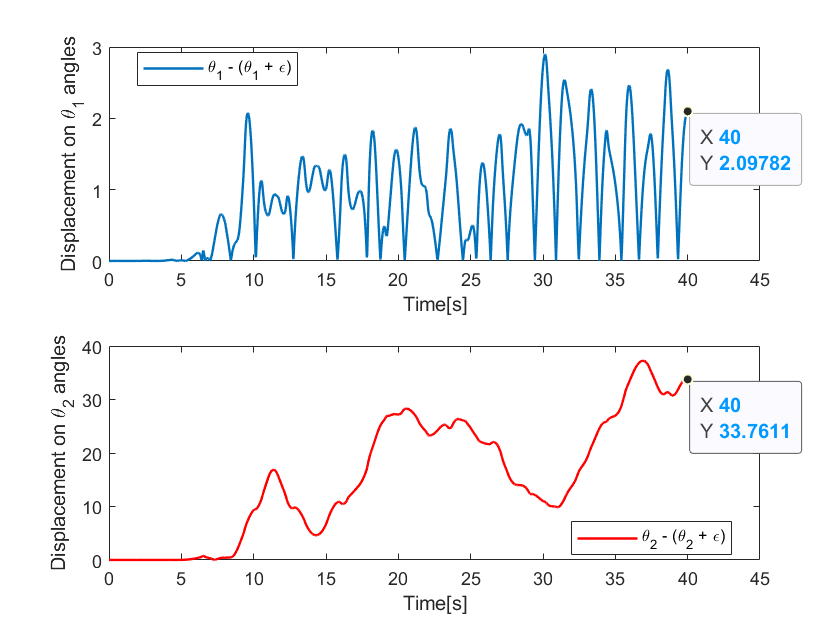 Displacement on θ₁ angles
3
2
1
0
θ₁ - (θ₁ + ϵ)
X 40
Y 2.09782
0 5 10 15 20 25 30 35 40 45
Time[s]
Displacement on θ₂ angles
40
30
20
10
0
X 40
Y 33.7611
θ₂ - (θ₂ + ϵ)
0 5 10 15 20 25 30 35 40 45
Time[s]